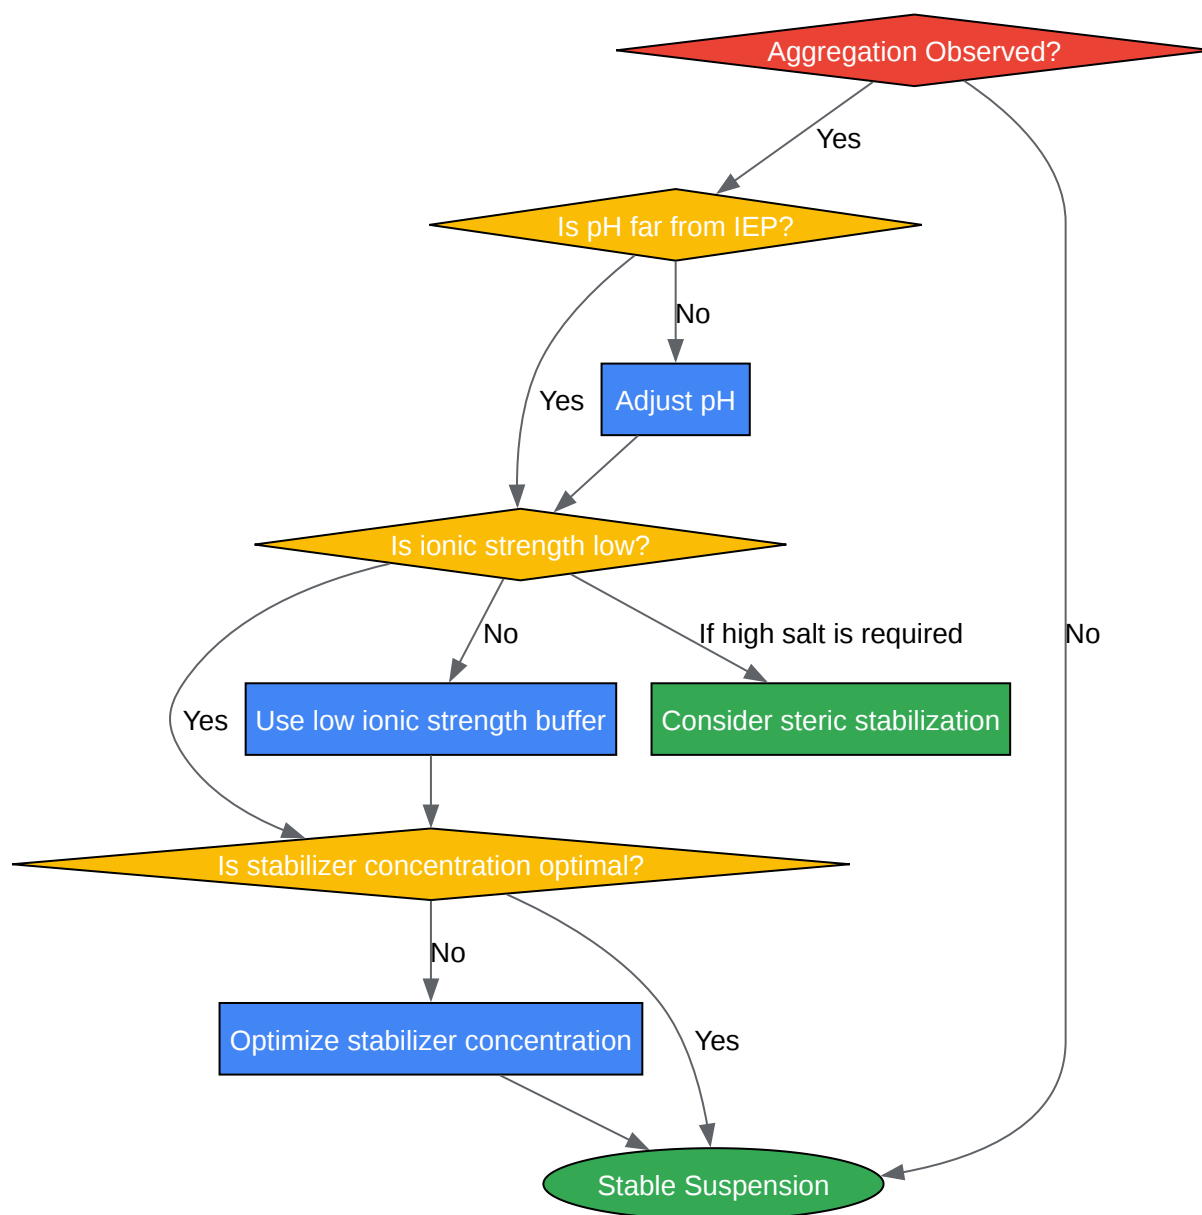 Aggregation Observed?
Yes
Is pH far from IEP?
No
Yes
Adjust pH
Is ionic strength low?
No
If high salt is required
No
Yes
Use low ionic strength buffer
Consider steric stabilization
Is stabilizer concentration optimal?
No
Optimize stabilizer concentration
Yes
Stable Suspension